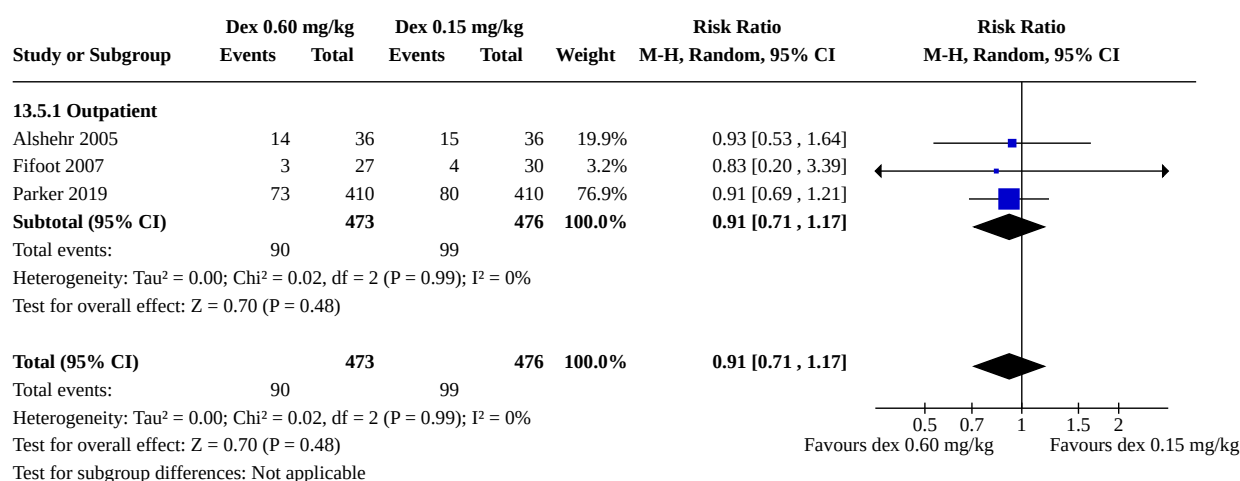 Dex 0.60 mg/kg Dex 0.15 mg/kg Risk Ratio Risk Ratio
Study or Subgroup Events Total Events Total Weight M-H, Random, 95% CI M-H, Random, 95% CI
13.5.1 Outpatient
Alshehr 2005 14 36 15 36 19.9% 0.93 [0.53 , 1.64]
Fifoot 2007 3 27 4 30 3.2% 0.83 [0.20 , 3.39]
Parker 2019 73 410 80 410 76.9% 0.91 [0.69 , 1.21]
Subtotal (95% CI) 473 476 100.0% 0.91 [0.71 , 1.17]
Total events: 90 99
Heterogeneity: Tau² = 0.00; Chi² = 0.02, df = 2 (P = 0.99); I² = 0%
Test for overall effect: Z = 0.70 (P = 0.48)
Total (95% CI) 473 476 100.0% 0.91 [0.71 , 1.17]
Total events: 90 99
Heterogeneity: Tau² = 0.00; Chi² = 0.02, df = 2 (P = 0.99); I² = 0%
0.5 0.7 1 1.5 2
Test for overall effect: Z = 0.70 (P = 0.48) Favours dex 0.60 mg/kg Favours dex 0.15 mg/kg
Test for subgroup differences: Not applicable